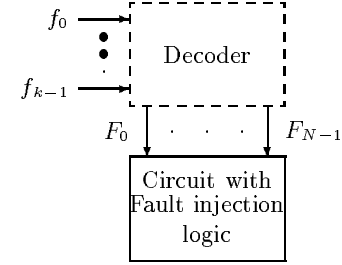 f0
Decoder
fk−1
F0 . . . FN−1
Circuit with
Fault injection
logic